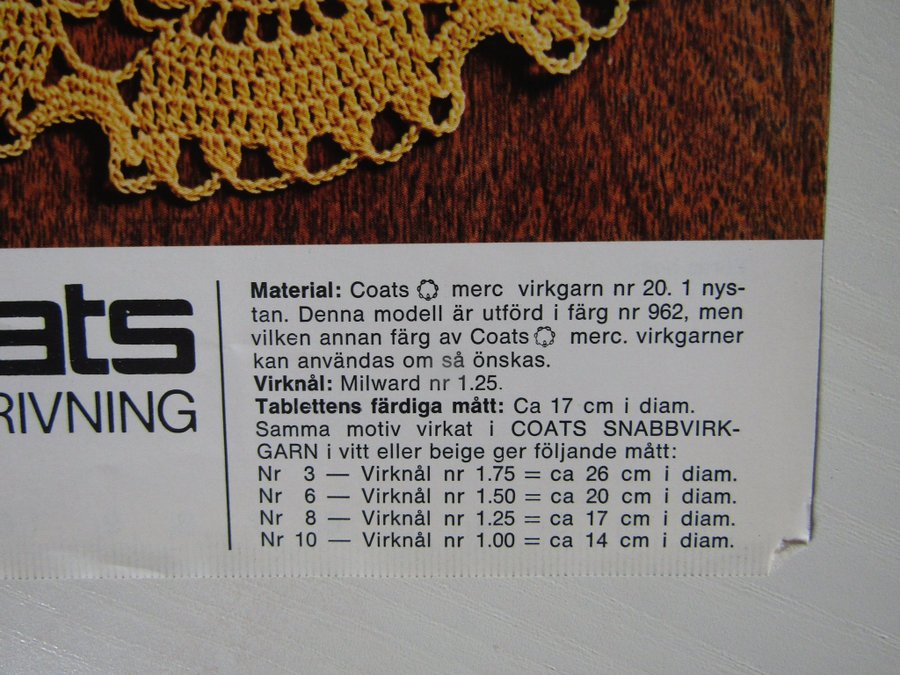 ats
RIVNING
Material: Coats merc virkgarn nr 20. 1 nys-
tan. Denna modell är utförd i färg nr 962, men
vilken annan färg av Coats merc. virkgarner
kan användas om så önskas.
Virknål: Milward nr 1.25.
Tablettens färdiga mått: Ca 17 cm i diam.
Samma motiv virkat i COATS SNABBVIRK-
GARN i vitt eller beige ger följande mått:
Nr 3 — Virknål nr 1.75 = ca 26 cm i diam.
Nr 6 — Virknål nr 1.50 = ca 20 cm i diam.
Nr 8 — Virknål nr 1.25 = ca 17 cm i diam.
Nr 10 — Virknål nr 1.00 = ca 14 cm i diam.